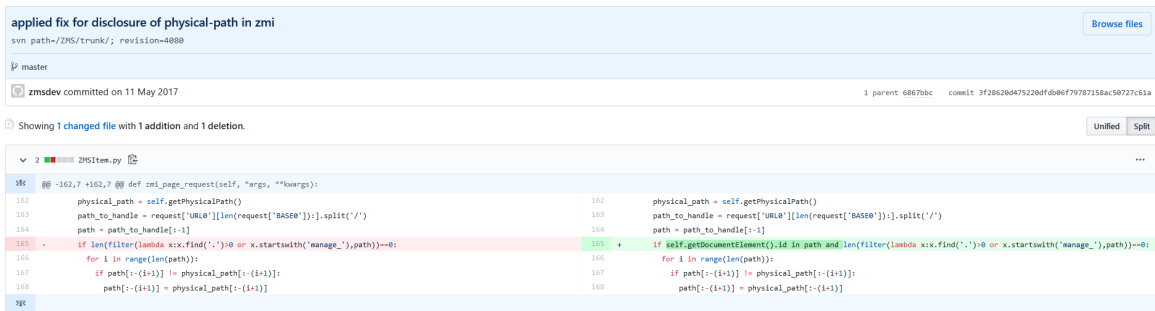 applied fix for disclosure of physical-path in zmi
Browse files
svn path=/ZMS/trunk/; revision=4080
master
zmsdev committed on 11 May 2017
1 parent 6867bbc commit 3f28620d475220dfdb06f79787158ac50727c61a
Showing 1 changed file with 1 addition and 1 deletion.
Unified Split
2 ZMSItem.py
@@ -162,7 +162,7 @@ def zmi_page_request(self, *args, **kwargs):
162 physical_path = self.getPhysicalPath()
163 path_to_handle = request['URL0'][len(request['BASE0']):].split('/')
164 path = path_to_handle[:-1]
165 - if len(filter(lambda x:x.find('.')>0 or x.startswith('manage_'),path))==0:
166 for i in range(len(path)):
167 if path[:-(i+1)] != physical_path[:-(i+1)]:
168 path[:-(i+1)] = physical_path[:-(i+1)]
162 physical_path = self.getPhysicalPath()
163 path_to_handle = request['URL0'][len(request['BASE0']):].split('/')
164 path = path_to_handle[:-1]
165 + if self.getDocumentElement().id in path and len(filter(lambda x:x.find('.')>0 or x.startswith('manage_'),path))==0:
166 for i in range(len(path)):
167 if path[:-(i+1)] != physical_path[:-(i+1)]:
168 path[:-(i+1)] = physical_path[:-(i+1)]